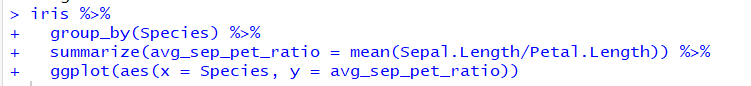 > iris %>%
+   group_by(Species) %>%
+   summarize(avg_sep_pet_ratio = mean(Sepal.Length/Petal.Length)) %>%
+   ggplot(aes(x = Species, y = avg_sep_pet_ratio))